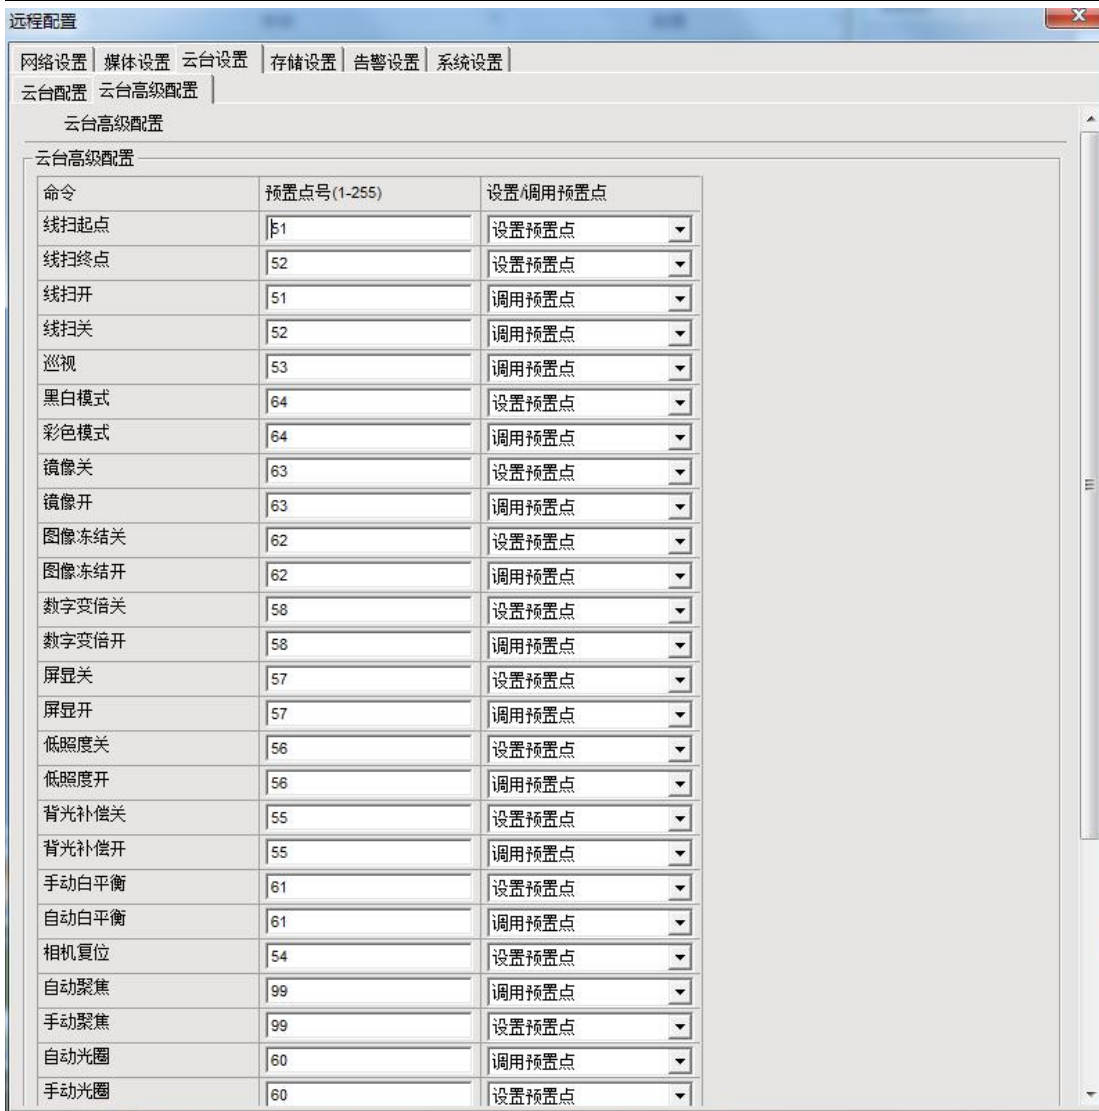 远程配置
网络设置 媒体设置 云台设置 存储设置 告警设置 系统设置
云台配置 云台高级配置
云台高级配置
云台高级配置
命令 预置点号(1-255) 设置/调用预置点
线扫起点 51 设置预置点
线扫终点 52 设置预置点
线扫开 51 调用预置点
线扫关 52 调用预置点
巡视 53 调用预置点
黑白模式 64 设置预置点
彩色模式 64 调用预置点
镜像关 63 设置预置点
镜像开 63 调用预置点
图像冻结关 62 设置预置点
图像冻结开 62 调用预置点
数字变倍关 58 设置预置点
数字变倍开 58 调用预置点
屏显关 57 设置预置点
屏显开 57 调用预置点
低照度关 56 设置预置点
低照度开 56 调用预置点
背光补偿关 55 设置预置点
背光补偿开 55 调用预置点
手动白平衡 61 设置预置点
自动白平衡 61 调用预置点
相机复位 54 设置预置点
自动聚焦 99 调用预置点
手动聚焦 99 设置预置点
自动光圈 60 调用预置点
手动光圈 60 设置预置点